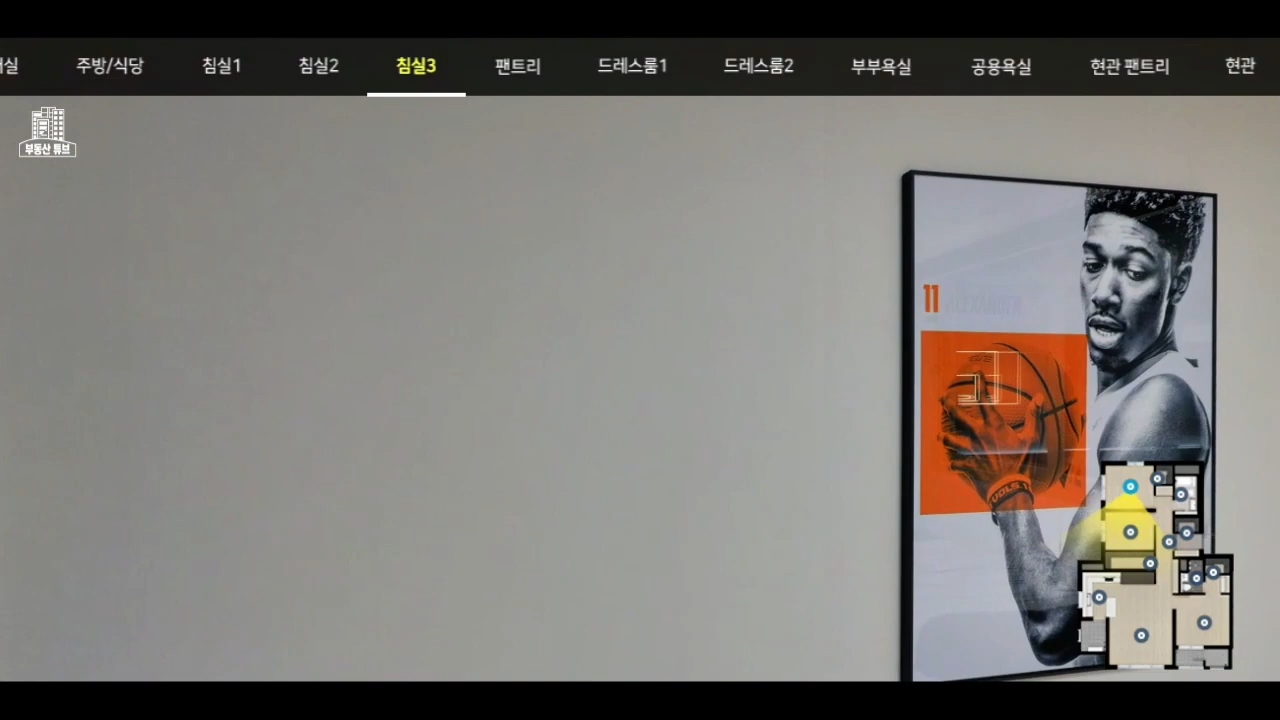 실
주방/식당
침실1
침실2
침실3
팬트리
드레스룸1
드레스룸2
부부욕실
공용욕실
현관 팬트리
현관
부동산 튜브
11